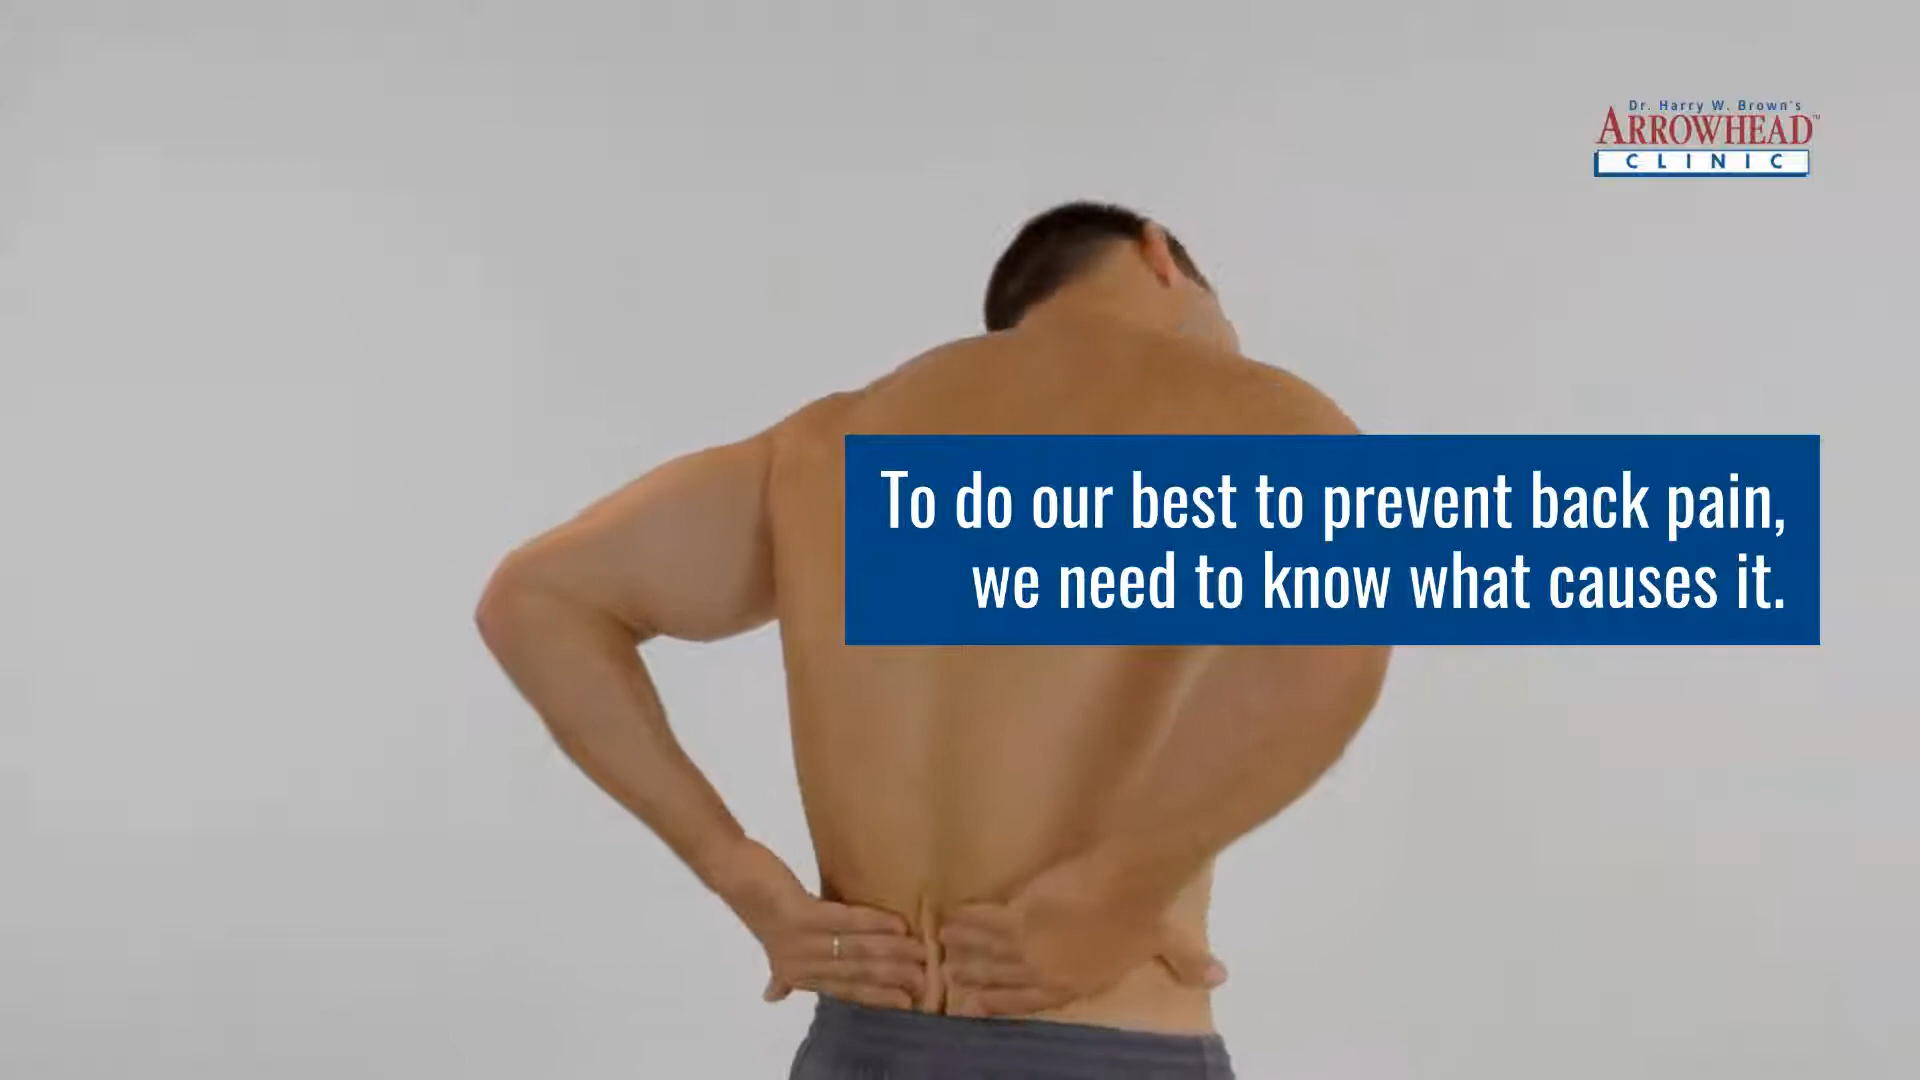 Dr. Harry W. Brown's
ARROWHEAD™
CLINIC
To do our best to prevent back pain,
we need to know what causes it.